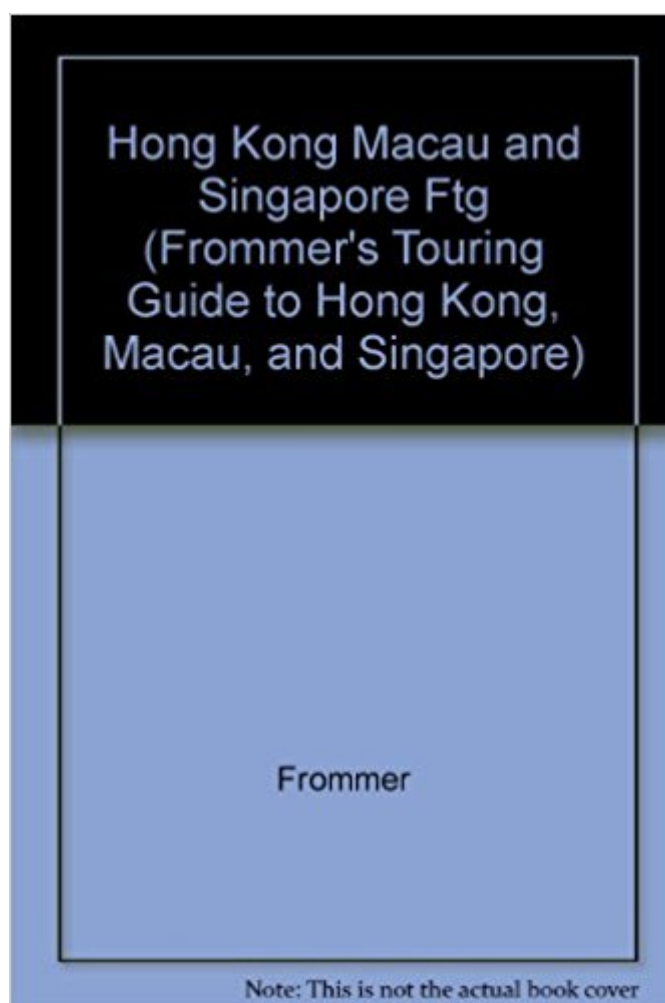 Hong Kong Macau and
Singapore Ftg
(Frommer's Touring
Guide to Hong Kong,
Macau, and Singapore)
Frommer
Note: This is not the actual book cover